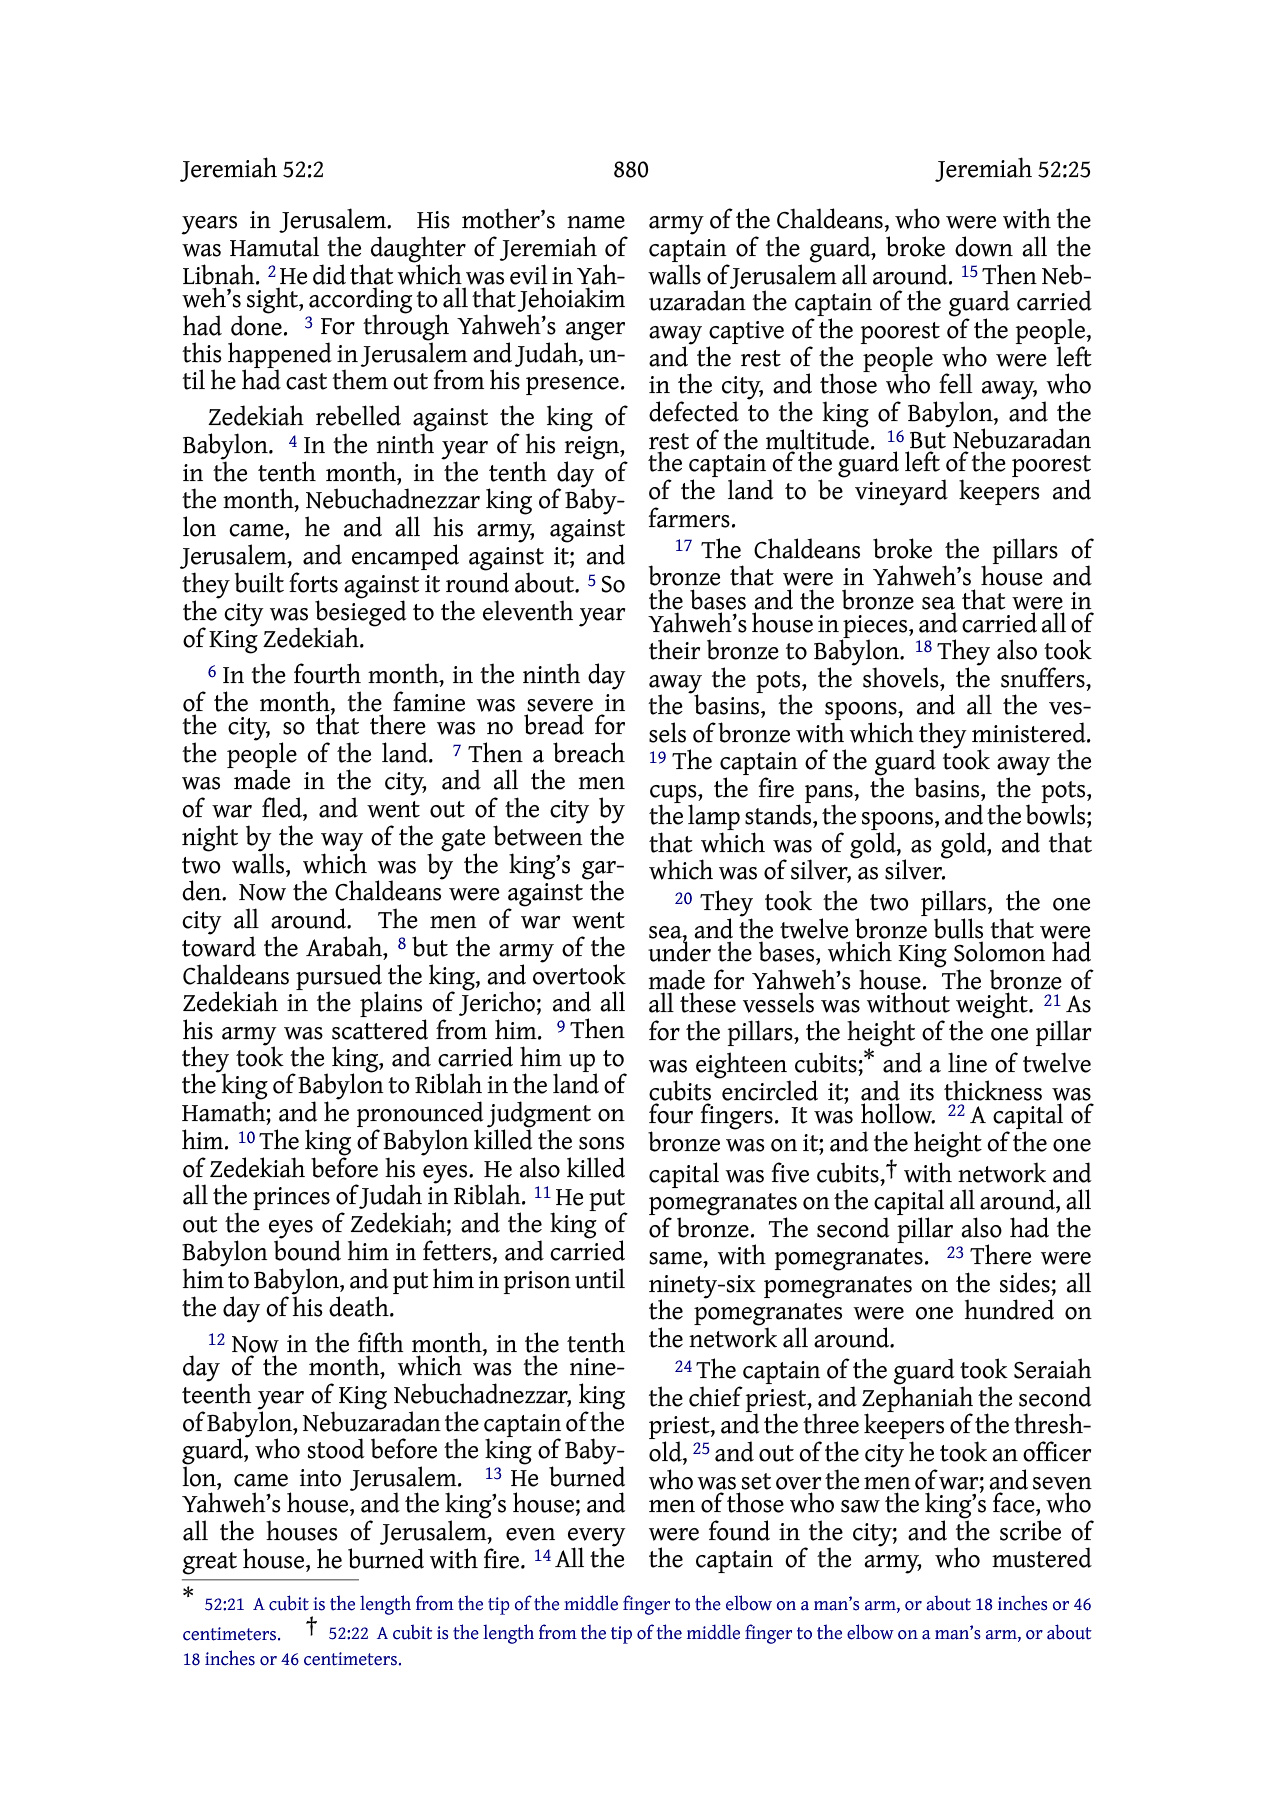 Jeremiah 52:2 880 Jeremiah 52:25
years in Jerusalem. His mother’s name
was Hamutal the daughter of Jeremiah of
Libnah. 2 He did that which was evil in Yah-
weh’s sight, according to all that Jehoiakim
had done. 3 For through Yahweh’s anger
this happened in Jerusalem and Judah, un-
til he had cast them out from his presence.
Zedekiah rebelled against the king of
Babylon. 4 In the ninth year of his reign,
in the tenth month, in the tenth day of
the month, Nebuchadnezzar king of Baby-
lon came, he and all his army, against
Jerusalem, and encamped against it; and
they built forts against it round about. 5 So
the city was besieged to the eleventh year
of King Zedekiah.
6 In the fourth month, in the ninth day
of the month, the famine was severe in
the city, so that there was no bread for
the people of the land. 7 Then a breach
was made in the city, and all the men
of war fled, and went out of the city by
night by the way of the gate between the
two walls, which was by the king’s gar-
den. Now the Chaldeans were against the
city all around. The men of war went
toward the Arabah, 8 but the army of the
Chaldeans pursued the king, and overtook
Zedekiah in the plains of Jericho; and all
his army was scattered from him. 9 Then
they took the king, and carried him up to
the king of Babylon to Riblah in the land of
Hamath; and he pronounced judgment on
him. 10 The king of Babylon killed the sons
of Zedekiah before his eyes. He also killed
all the princes of Judah in Riblah. 11 He put
out the eyes of Zedekiah; and the king of
Babylon bound him in fetters, and carried
him to Babylon, and put him in prison until
the day of his death.
12 Now in the fifth month, in the tenth
day of the month, which was the nine-
teenth year of King Nebuchadnezzar, king
of Babylon, Nebuzaradan the captain of the
guard, who stood before the king of Baby-
lon, came into Jerusalem. 13 He burned
Yahweh’s house, and the king’s house; and
all the houses of Jerusalem, even every
great house, he burned with fire. 14 All the
army of the Chaldeans, who were with the
captain of the guard, broke down all the
walls of Jerusalem all around. 15 Then Neb-
uzaradan the captain of the guard carried
away captive of the poorest of the people,
and the rest of the people who were left
in the city, and those who fell away, who
defected to the king of Babylon, and the
rest of the multitude. 16 But Nebuzaradan
the captain of the guard left of the poorest
of the land to be vineyard keepers and
farmers.
17 The Chaldeans broke the pillars of
bronze that were in Yahweh’s house and
the bases and the bronze sea that were in
Yahweh’s house in pieces, and carried all of
their bronze to Babylon. 18 They also took
away the pots, the shovels, the snuffers,
the basins, the spoons, and all the ves-
sels of bronze with which they ministered.
19 The captain of the guard took away the
cups, the fire pans, the basins, the pots,
the lamp stands, the spoons, and the bowls;
that which was of gold, as gold, and that
which was of silver, as silver.
20 They took the two pillars, the one
sea, and the twelve bronze bulls that were
under the bases, which King Solomon had
made for Yahweh’s house. The bronze of
all these vessels was without weight. 21 As
for the pillars, the height of the one pillar
was eighteen cubits;* and a line of twelve
cubits encircled it; and its thickness was
four fingers. It was hollow. 22 A capital of
bronze was on it; and the height of the one
capital was five cubits,† with network and
pomegranates on the capital all around, all
of bronze. The second pillar also had the
same, with pomegranates. 23 There were
ninety-six pomegranates on the sides; all
the pomegranates were one hundred on
the network all around.
24 The captain of the guard took Seraiah
the chief priest, and Zephaniah the second
priest, and the three keepers of the thresh-
old, 25 and out of the city he took an officer
who was set over the men of war; and seven
men of those who saw the king’s face, who
were found in the city; and the scribe of
the captain of the army, who mustered
* 52:21 A cubit is the length from the tip of the middle finger to the elbow on a man’s arm, or about 18 inches or 46
centimeters. † 52:22 A cubit is the length from the tip of the middle finger to the elbow on a man’s arm, or about
18 inches or 46 centimeters.